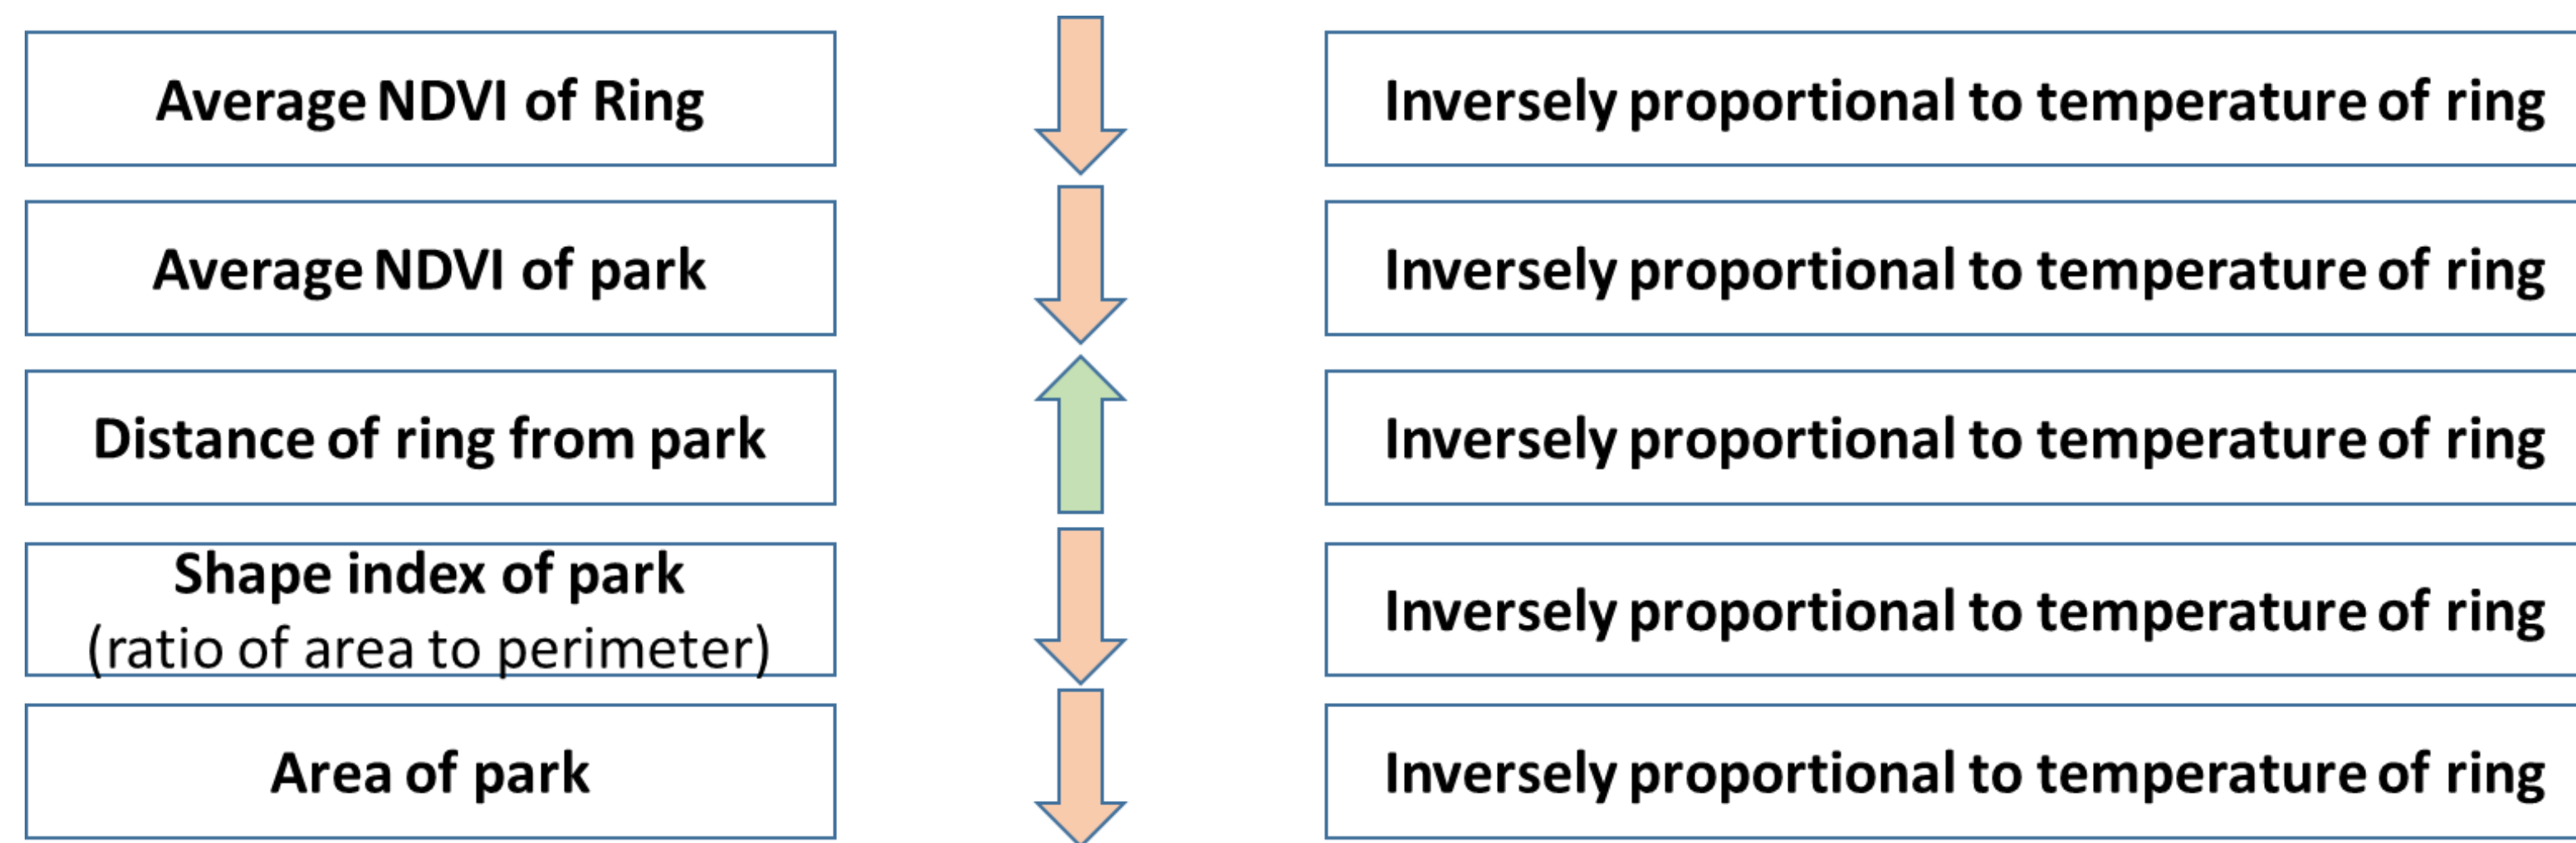 Average NDVI of Ring
Inversely proportional to temperature of ring
Average NDVI of park
Inversely proportional to temperature of ring
Distance of ring from park
Inversely proportional to temperature of ring
Shape index of park
(ratio of area to perimeter)
Inversely proportional to temperature of ring
Area of park
Inversely proportional to temperature of ring